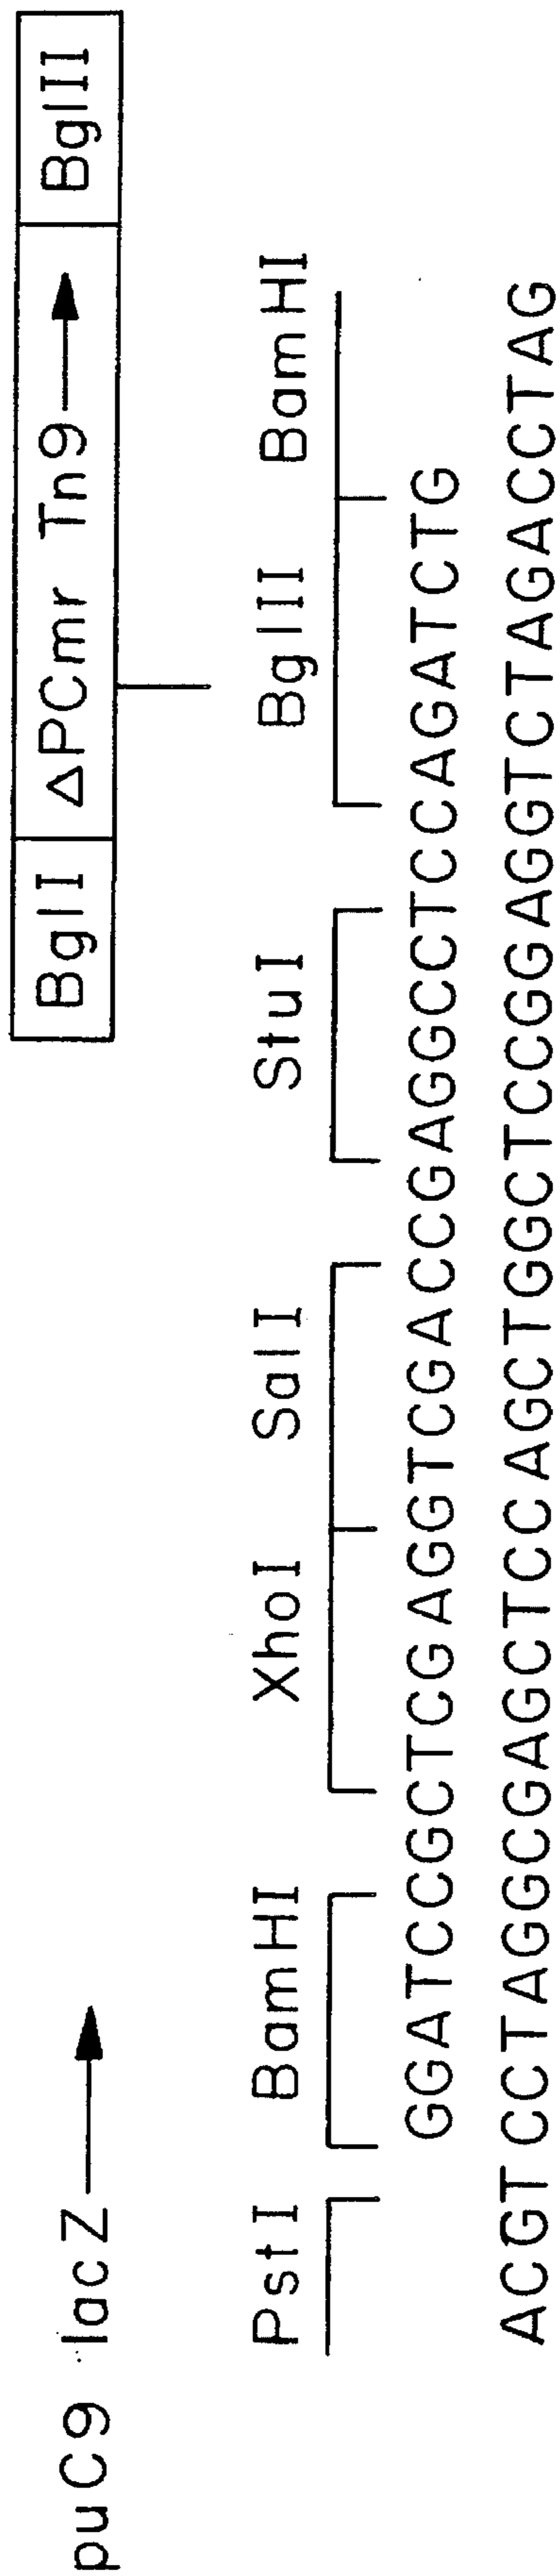 puC9 lacZ→ BglI ΔPCmr Tn9→ BglII
PstI BamHI XhoI SalI StuI BglII BamHI
GGATCCGCTCGAGGTCGACCGAGGCCTCCAGATCTG
ACGTCCTAGGCGAGCTCCAGCTGGCTCCGGAGGTCTAGACCTAG